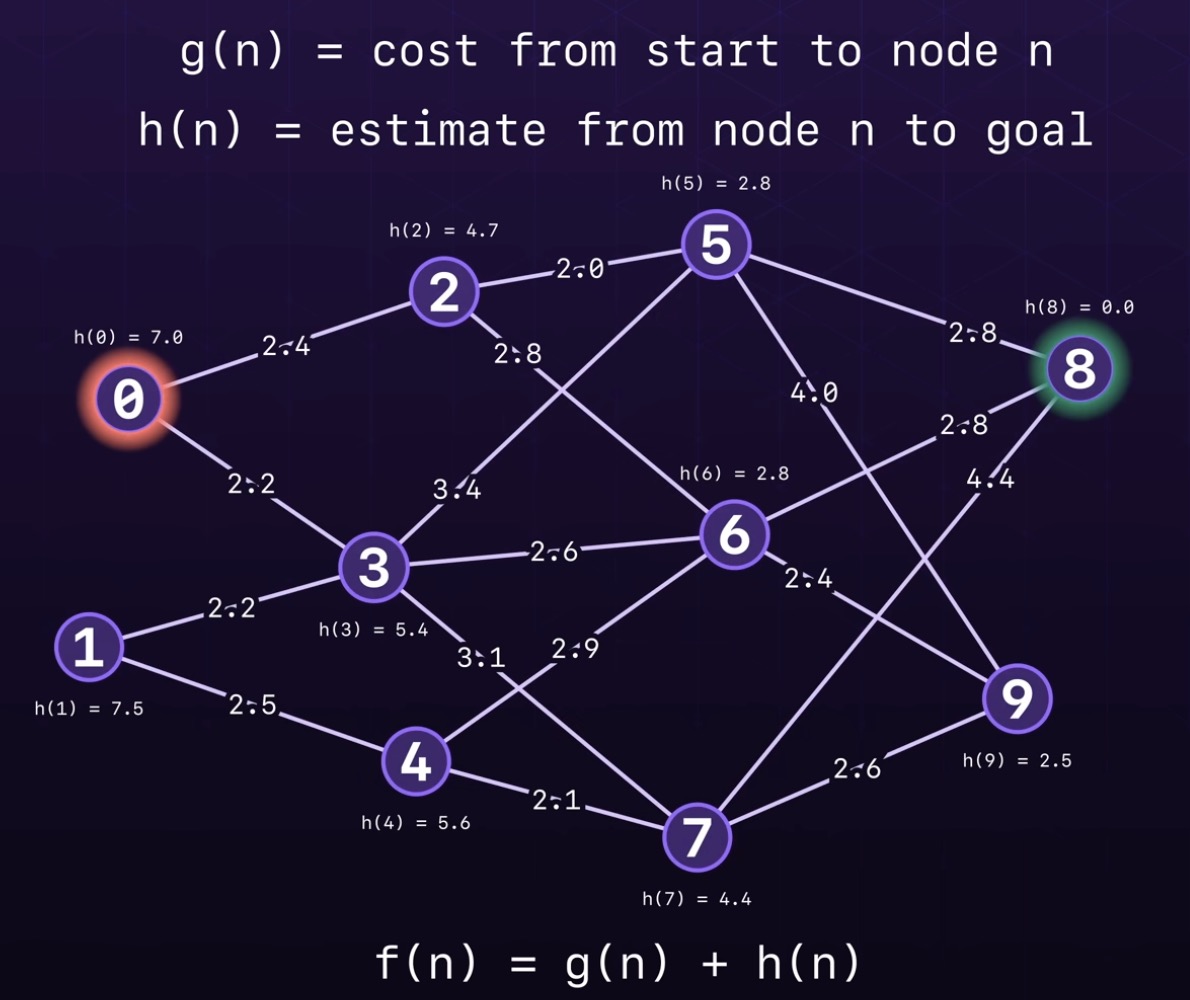 g(n) = cost from start to node n
h(n) = estimate from node n to goal
h(5) = 2.8
5
h(2) = 4.7
2
2.0
h(8) = 0.0
8
2.8
h(0) = 7.0
0
2.4
2.8
4.0
2.8
h(6) = 2.8
6
4.4
2.2
3.4
3
2.6
2.4
2.2
h(3) = 5.4
1
h(1) = 7.5
3.1
2.9
2.5
9
h(9) = 2.5
4
h(4) = 5.6
2.1
2.6
7
h(7) = 4.4
f(n) = g(n) + h(n)